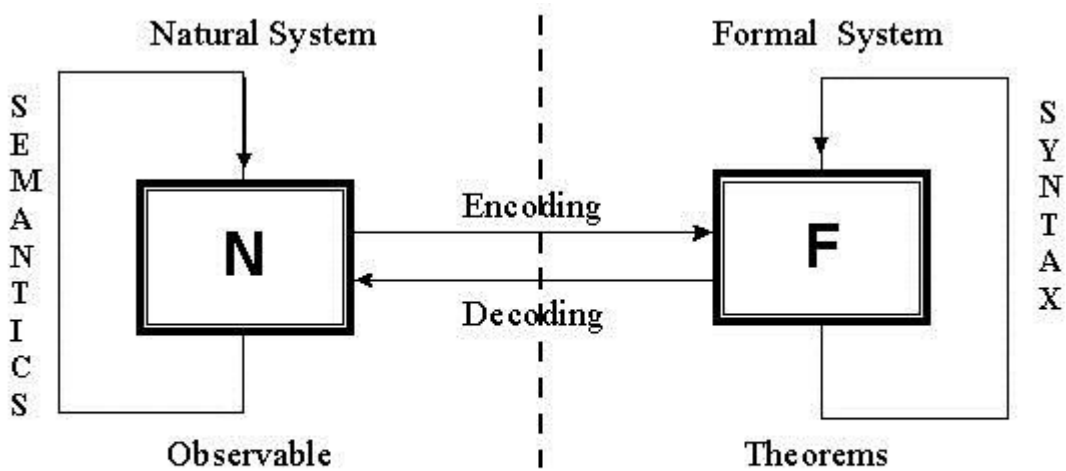 Natural System
Formal System
SEMANTICS
N
Encoding
Decoding
F
SYNTAX
Observable
Theorems